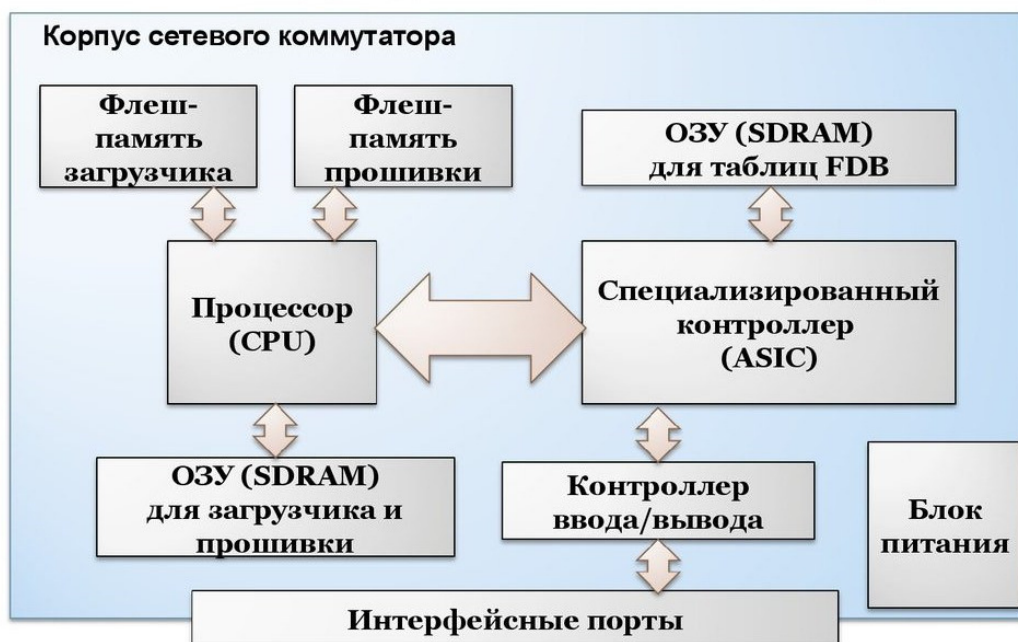 Корпус сетевого коммутатора
Флеш-
память
загрузчика
Флеш-
память
прошивки
ОЗУ (SDRAM)
для таблиц FDB
Процессор
(CPU)
Специализированный
контроллер
(ASIC)
ОЗУ (SDRAM)
для загрузчика и
прошивки
Контроллер
ввода/вывода
Блок
питания
Интерфейсные порты